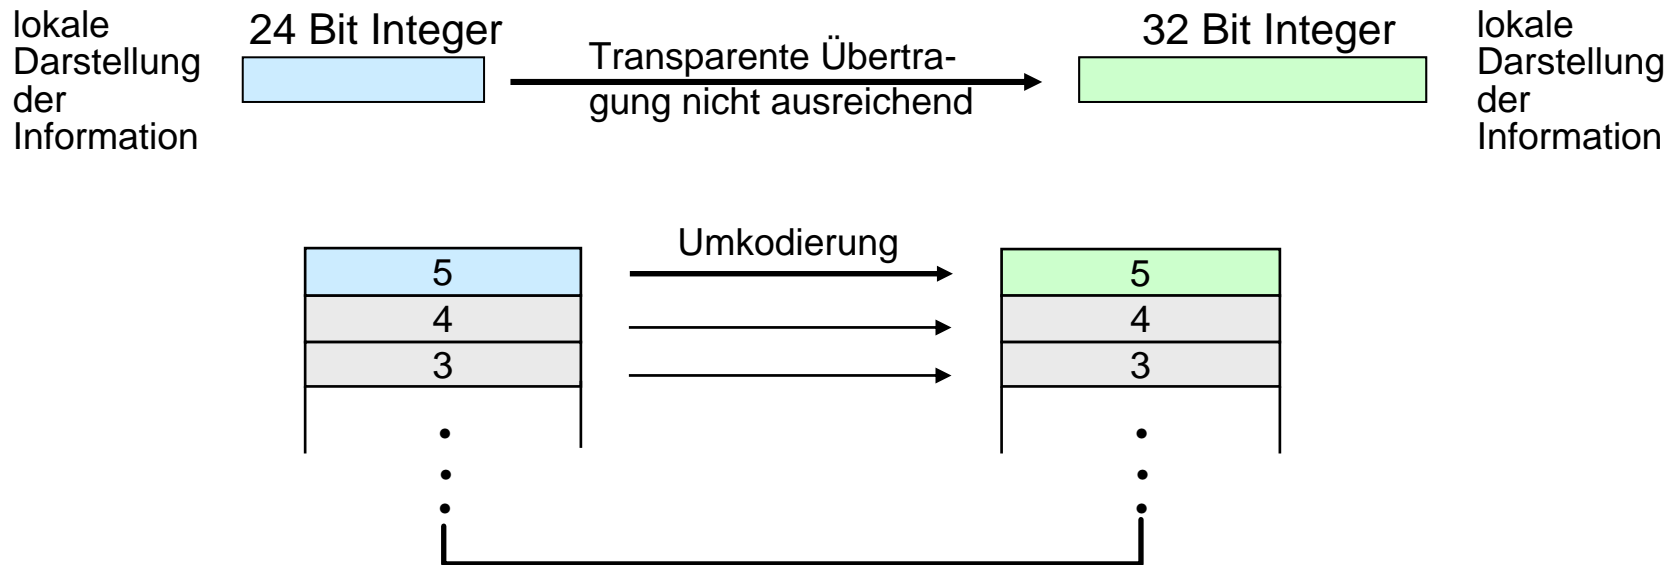 lokale
Darstellung
der
Information
24 Bit Integer
Transparente Übertra-
gung nicht ausreichend
32 Bit Integer
lokale
Darstellung
der
Information
Umkodierung
5
5
4
4
3
3